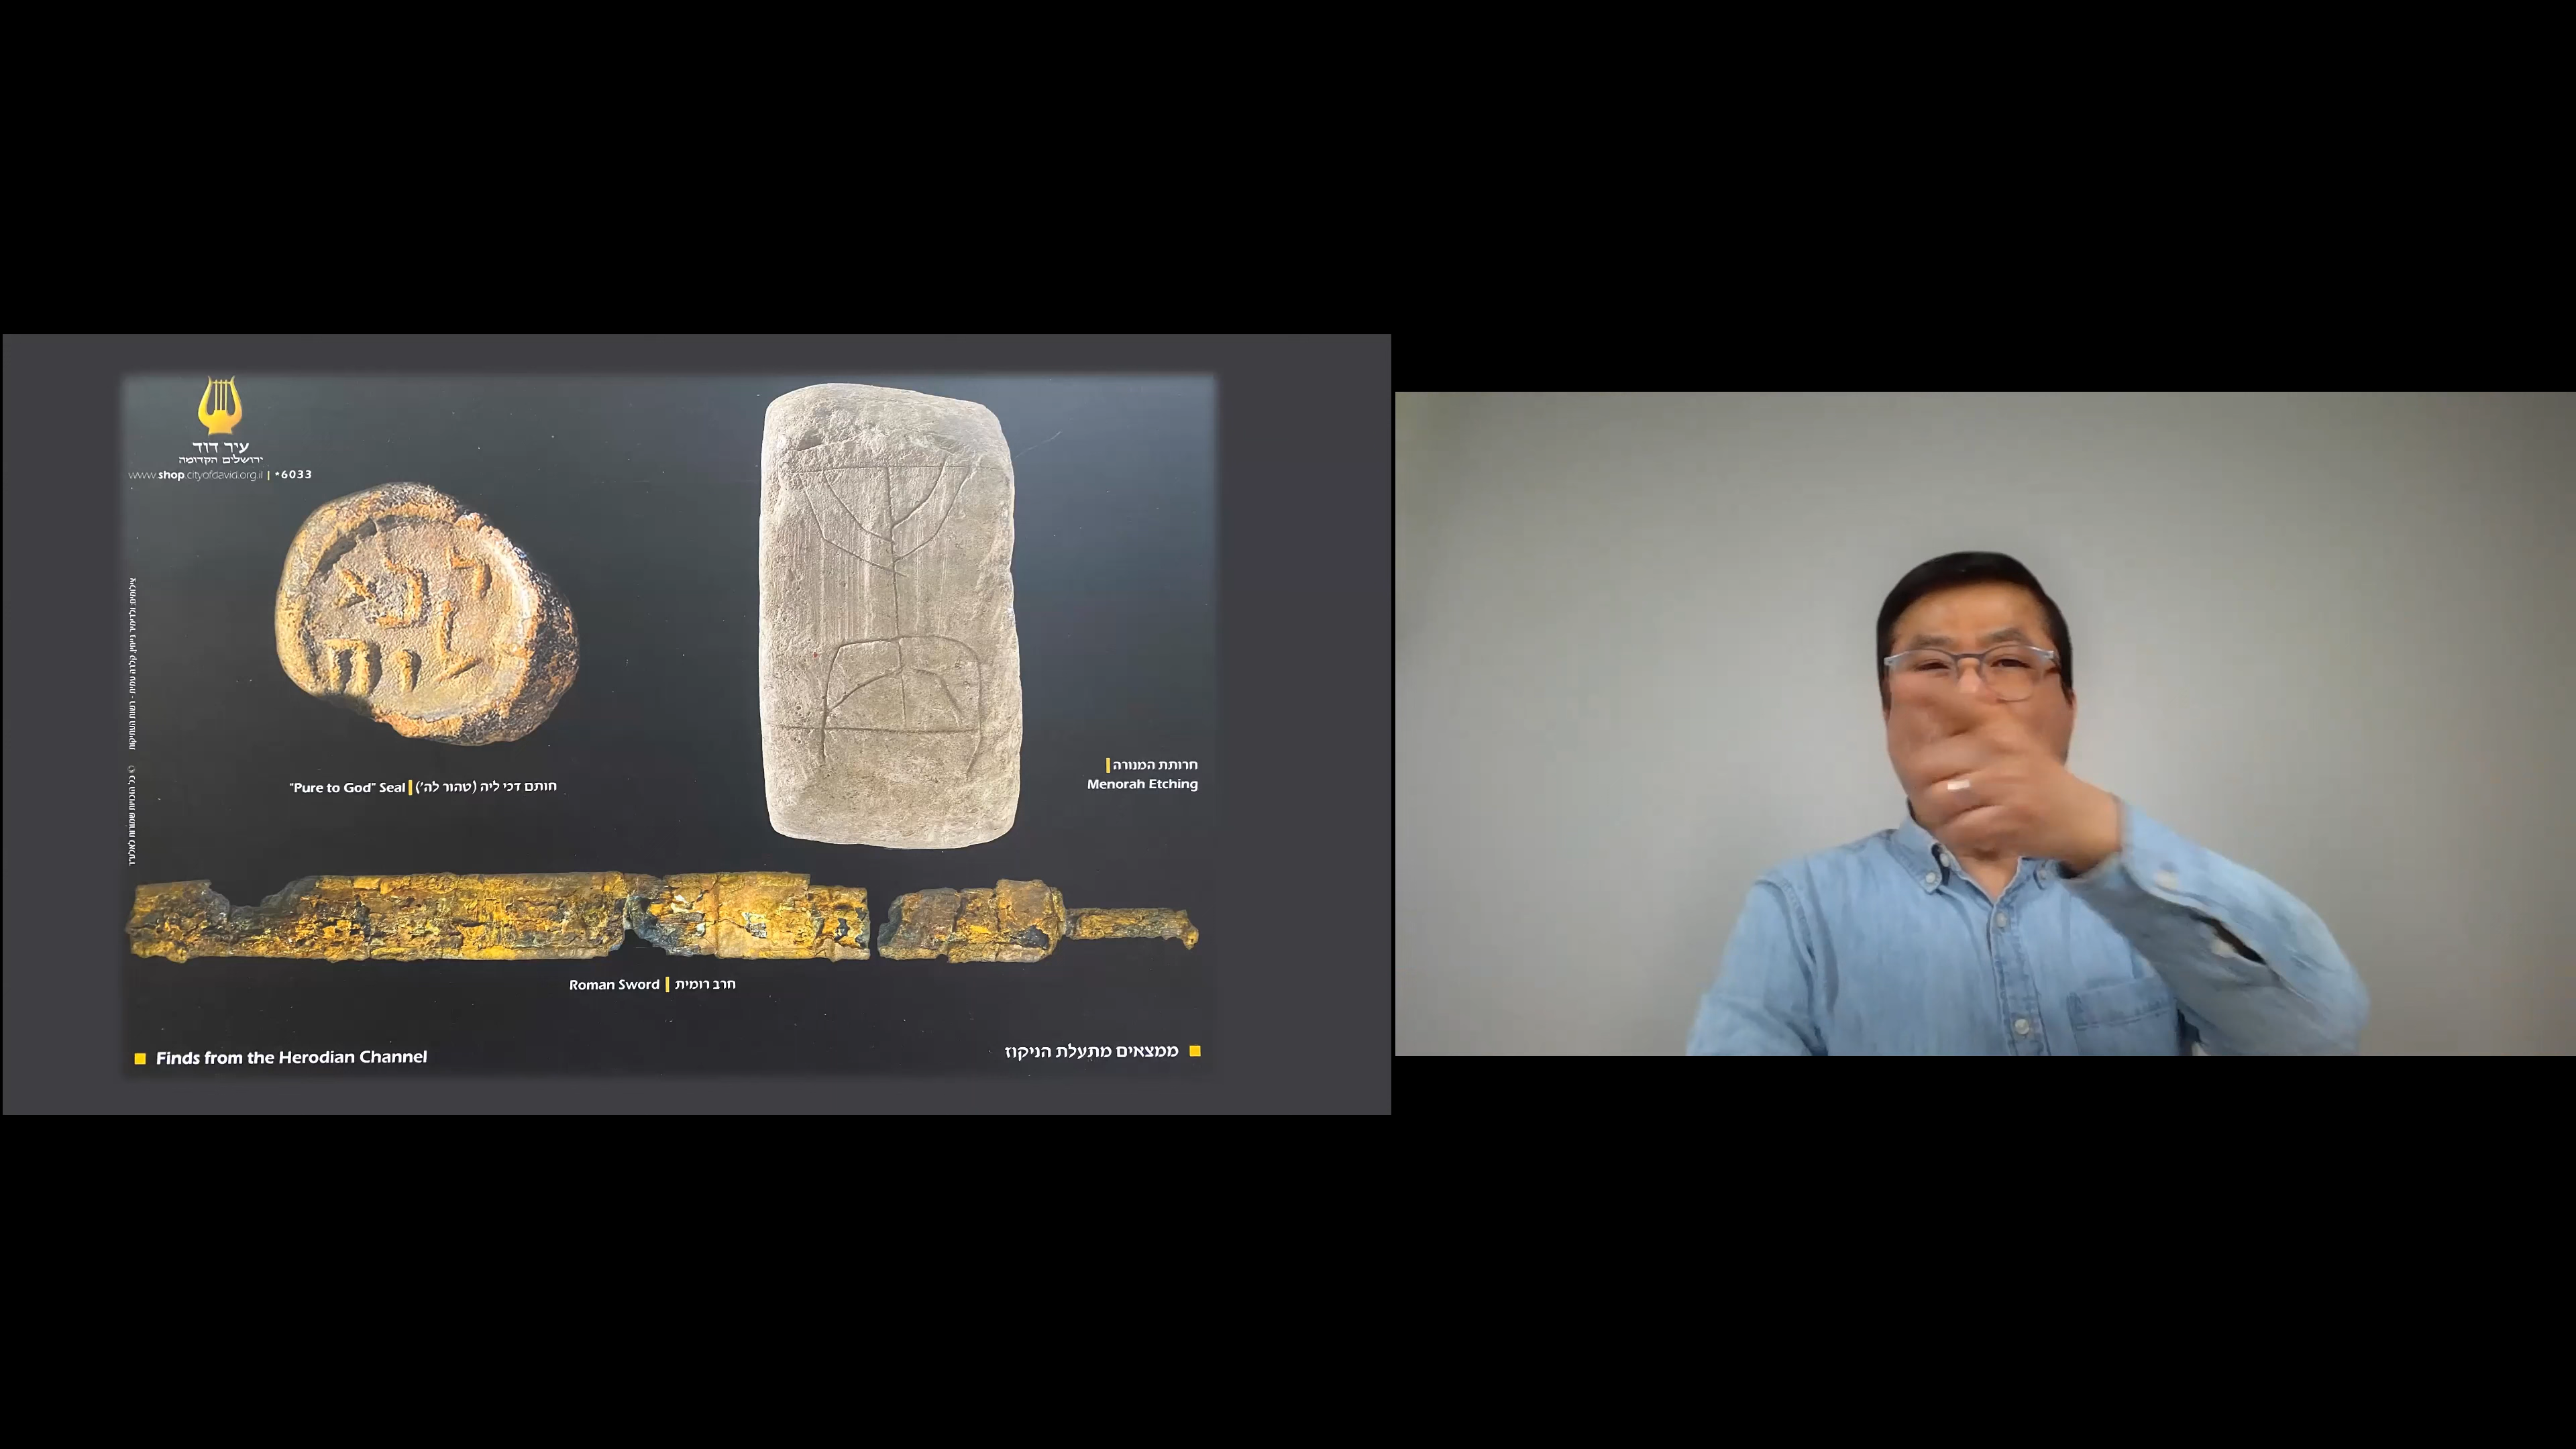 עיר דוד
ירושלים הקדומה
www.shop.cityofdavid.org.il | *6033
"Pure to God" Seal | חותם דכי ליה (טהור לה')
חרותת המנורה
Menorah Etching
Roman Sword | חרב רומית
Finds from the Herodian Channel
ממצאים מתעלת הניקוז